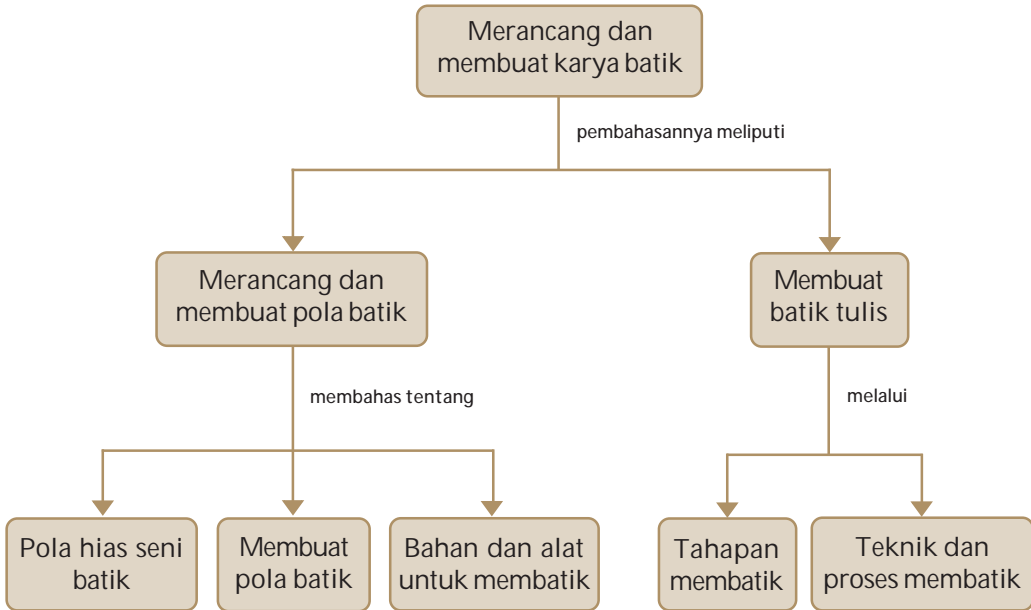 Merancang dan
membuat karya batik
pembahasannya meliputi
Merancang dan
membuat pola batik
Membuat
batik tulis
membahas tentang
melalui
Pola hias seni
batik
Membuat
pola batik
Bahan dan alat
untuk membatik
Tahapan
membatik
Teknik dan
proses membatik